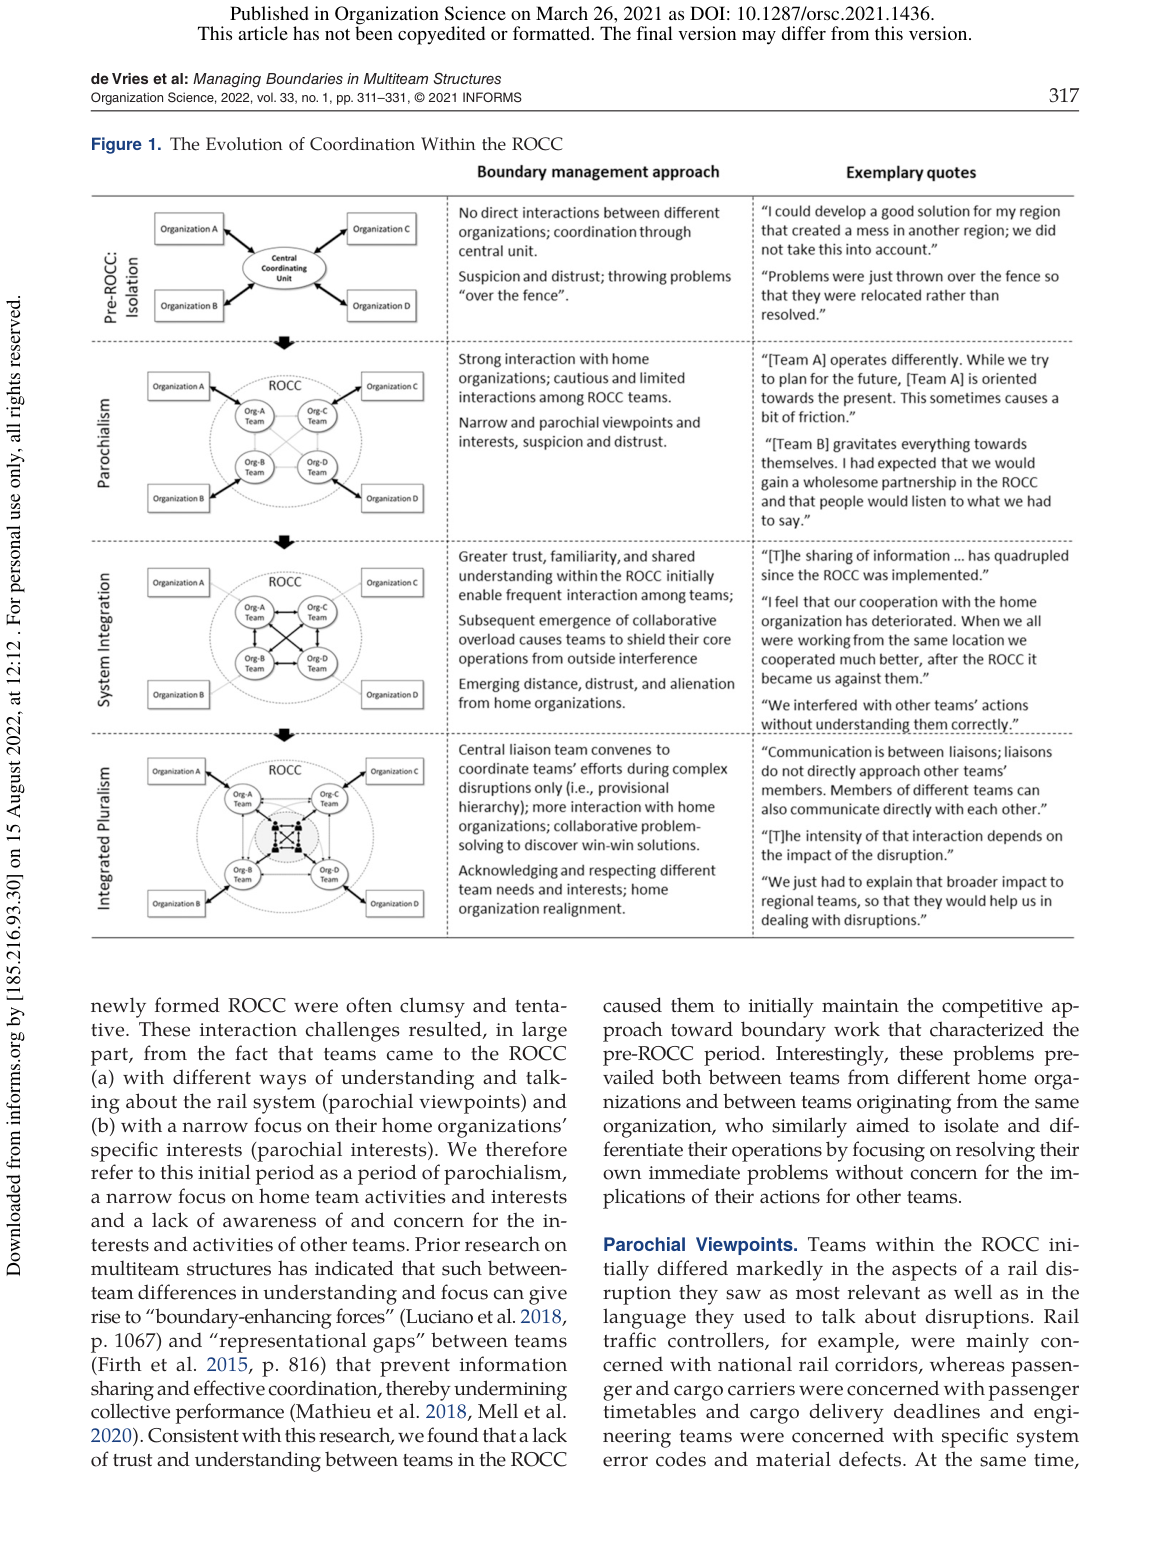 Published in Organization Science on March 26, 2021 as DOI: 10.1287/orsc.2021.1436.
This article has not been copyedited or formatted. The final version may differ from this version.
de Vries et al: Managing Boundaries in Multiteam Structures
Organization Science, 2022, vol. 33, no. 1, pp. 311–331, © 2021 INFORMS
317
Figure 1. The Evolution of Coordination Within the ROCC
Boundary management approach
Exemplary quotes
Pre-ROCC:
Isolation
Organization A
Organization C
Central
Coordinating
Unit
Organization B
Organization D
No direct interactions between different
organizations; coordination through
central unit.
Suspicion and distrust; throwing problems
“over the fence”.
“I could develop a good solution for my region
that created a mess in another region; we did
not take this into account.”
“Problems were just thrown over the fence so
that they were relocated rather than
resolved.”
Parochialism
Organization A
ROCC
Organization C
Org-A
Team
Org-C
Team
Org-B
Team
Org-D
Team
Organization B
Organization D
Strong interaction with home
organizations; cautious and limited
interactions among ROCC teams.
Narrow and parochial viewpoints and
interests, suspicion and distrust.
“[Team A] operates differently. While we try
to plan for the future, [Team A] is oriented
towards the present. This sometimes causes a
bit of friction.”
“[Team B] gravitates everything towards
themselves. I had expected that we would
gain a wholesome partnership in the ROCC
and that people would listen to what we had
to say.”
System Integration
Organization A
ROCC
Organization C
Org-A
Team
Org-C
Team
Org-B
Team
Org-D
Team
Organization B
Organization D
Greater trust, familiarity, and shared
understanding within the ROCC initially
enable frequent interaction among teams;
Subsequent emergence of collaborative
overload causes teams to shield their core
operations from outside interference
Emerging distance, distrust, and alienation
from home organizations.
“[T]he sharing of information ... has quadrupled
since the ROCC was implemented.”
“I feel that our cooperation with the home
organization has deteriorated. When we all
were working from the same location we
cooperated much better, after the ROCC it
became us against them.”
“We interfered with other teams’ actions
without understanding them correctly.”
Integrated Pluralism
Organization A
ROCC
Organization C
Org-A
Team
Org-C
Team
Org-B
Team
Org-D
Team
Organization B
Organization D
Central liaison team convenes to
coordinate teams’ efforts during complex
disruptions only (i.e., provisional
hierarchy); more interaction with home
organizations; collaborative problem-
solving to discover win-win solutions.
Acknowledging and respecting different
team needs and interests; home
organization realignment.
“Communication is between liaisons; liaisons
do not directly approach other teams’
members. Members of different teams can
also communicate directly with each other.”
“[T]he intensity of that interaction depends on
the impact of the disruption.”
“We just had to explain that broader impact to
regional teams, so that they would help us in
dealing with disruptions.”
newly formed ROCC were often clumsy and tenta-
tive. These interaction challenges resulted, in large
part, from the fact that teams came to the ROCC
(a) with different ways of understanding and talk-
ing about the rail system (parochial viewpoints) and
(b) with a narrow focus on their home organizations’
specific interests (parochial interests). We therefore
refer to this initial period as a period of parochialism,
a narrow focus on home team activities and interests
and a lack of awareness of and concern for the in-
terests and activities of other teams. Prior research on
multiteam structures has indicated that such between-
team differences in understanding and focus can give
rise to “boundary-enhancing forces” (Luciano et al. 2018,
p. 1067) and “representational gaps” between teams
(Firth et al. 2015, p. 816) that prevent information
sharing and effective coordination, thereby undermining
collective performance (Mathieu et al. 2018, Mell et al.
2020). Consistent with this research, we found that a lack
of trust and understanding between teams in the ROCC
caused them to initially maintain the competitive ap-
proach toward boundary work that characterized the
pre-ROCC period. Interestingly, these problems pre-
vailed both between teams from different home orga-
nizations and between teams originating from the same
organization, who similarly aimed to isolate and dif-
ferentiate their operations by focusing on resolving their
own immediate problems without concern for the im-
plications of their actions for other teams.
Parochial Viewpoints. Teams within the ROCC ini-
tially differed markedly in the aspects of a rail dis-
ruption they saw as most relevant as well as in the
language they used to talk about disruptions. Rail
traffic controllers, for example, were mainly con-
cerned with national rail corridors, whereas passen-
ger and cargo carriers were concerned with passenger
timetables and cargo delivery deadlines and engi-
neering teams were concerned with specific system
error codes and material defects. At the same time,
Downloaded from informs.org by [185.216.93.30] on 15 August 2022, at 12:12 . For personal use only, all rights reserved.